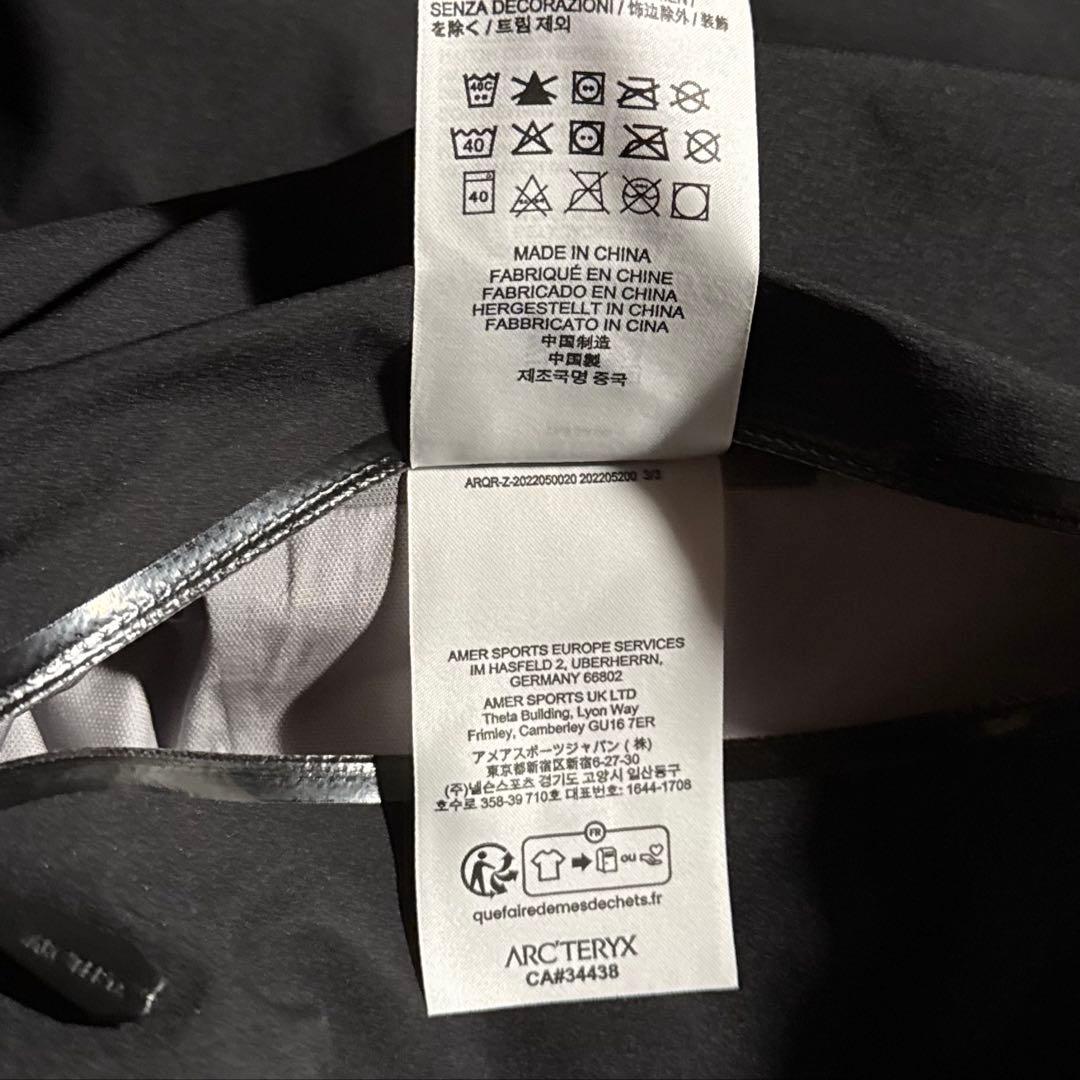 SENZA DECORAZIONI / 饰边除外 / 装飾
を除く / 트림 제외
40C
40
40
MADE IN CHINA
FABRIQUÉ EN CHINE
FABRICADO EN CHINA
HERGESTELLT IN CHINA
FABBRICATO IN CINA
中国制造
中国製
제조국명 중국
ARQR-Z-2022050020 202205200 3/3
AMER SPORTS EUROPE SERVICES
IM HASFELD 2, UBERHERRN,
GERMANY 66802
AMER SPORTS UK LTD
Theta Building, Lyon Way
Frimley, Camberley GU16 7ER
アメアスポーツジャパン ( 株)
東京都新宿区新宿6-27-30
(주)넬슨스포츠 경기도 고양시 일산동구
호수로 358-39 710호 대표번호: 1644-1708
FR
OU
quefairedemesdechets.fr
ARC'TERYX
CA#34438